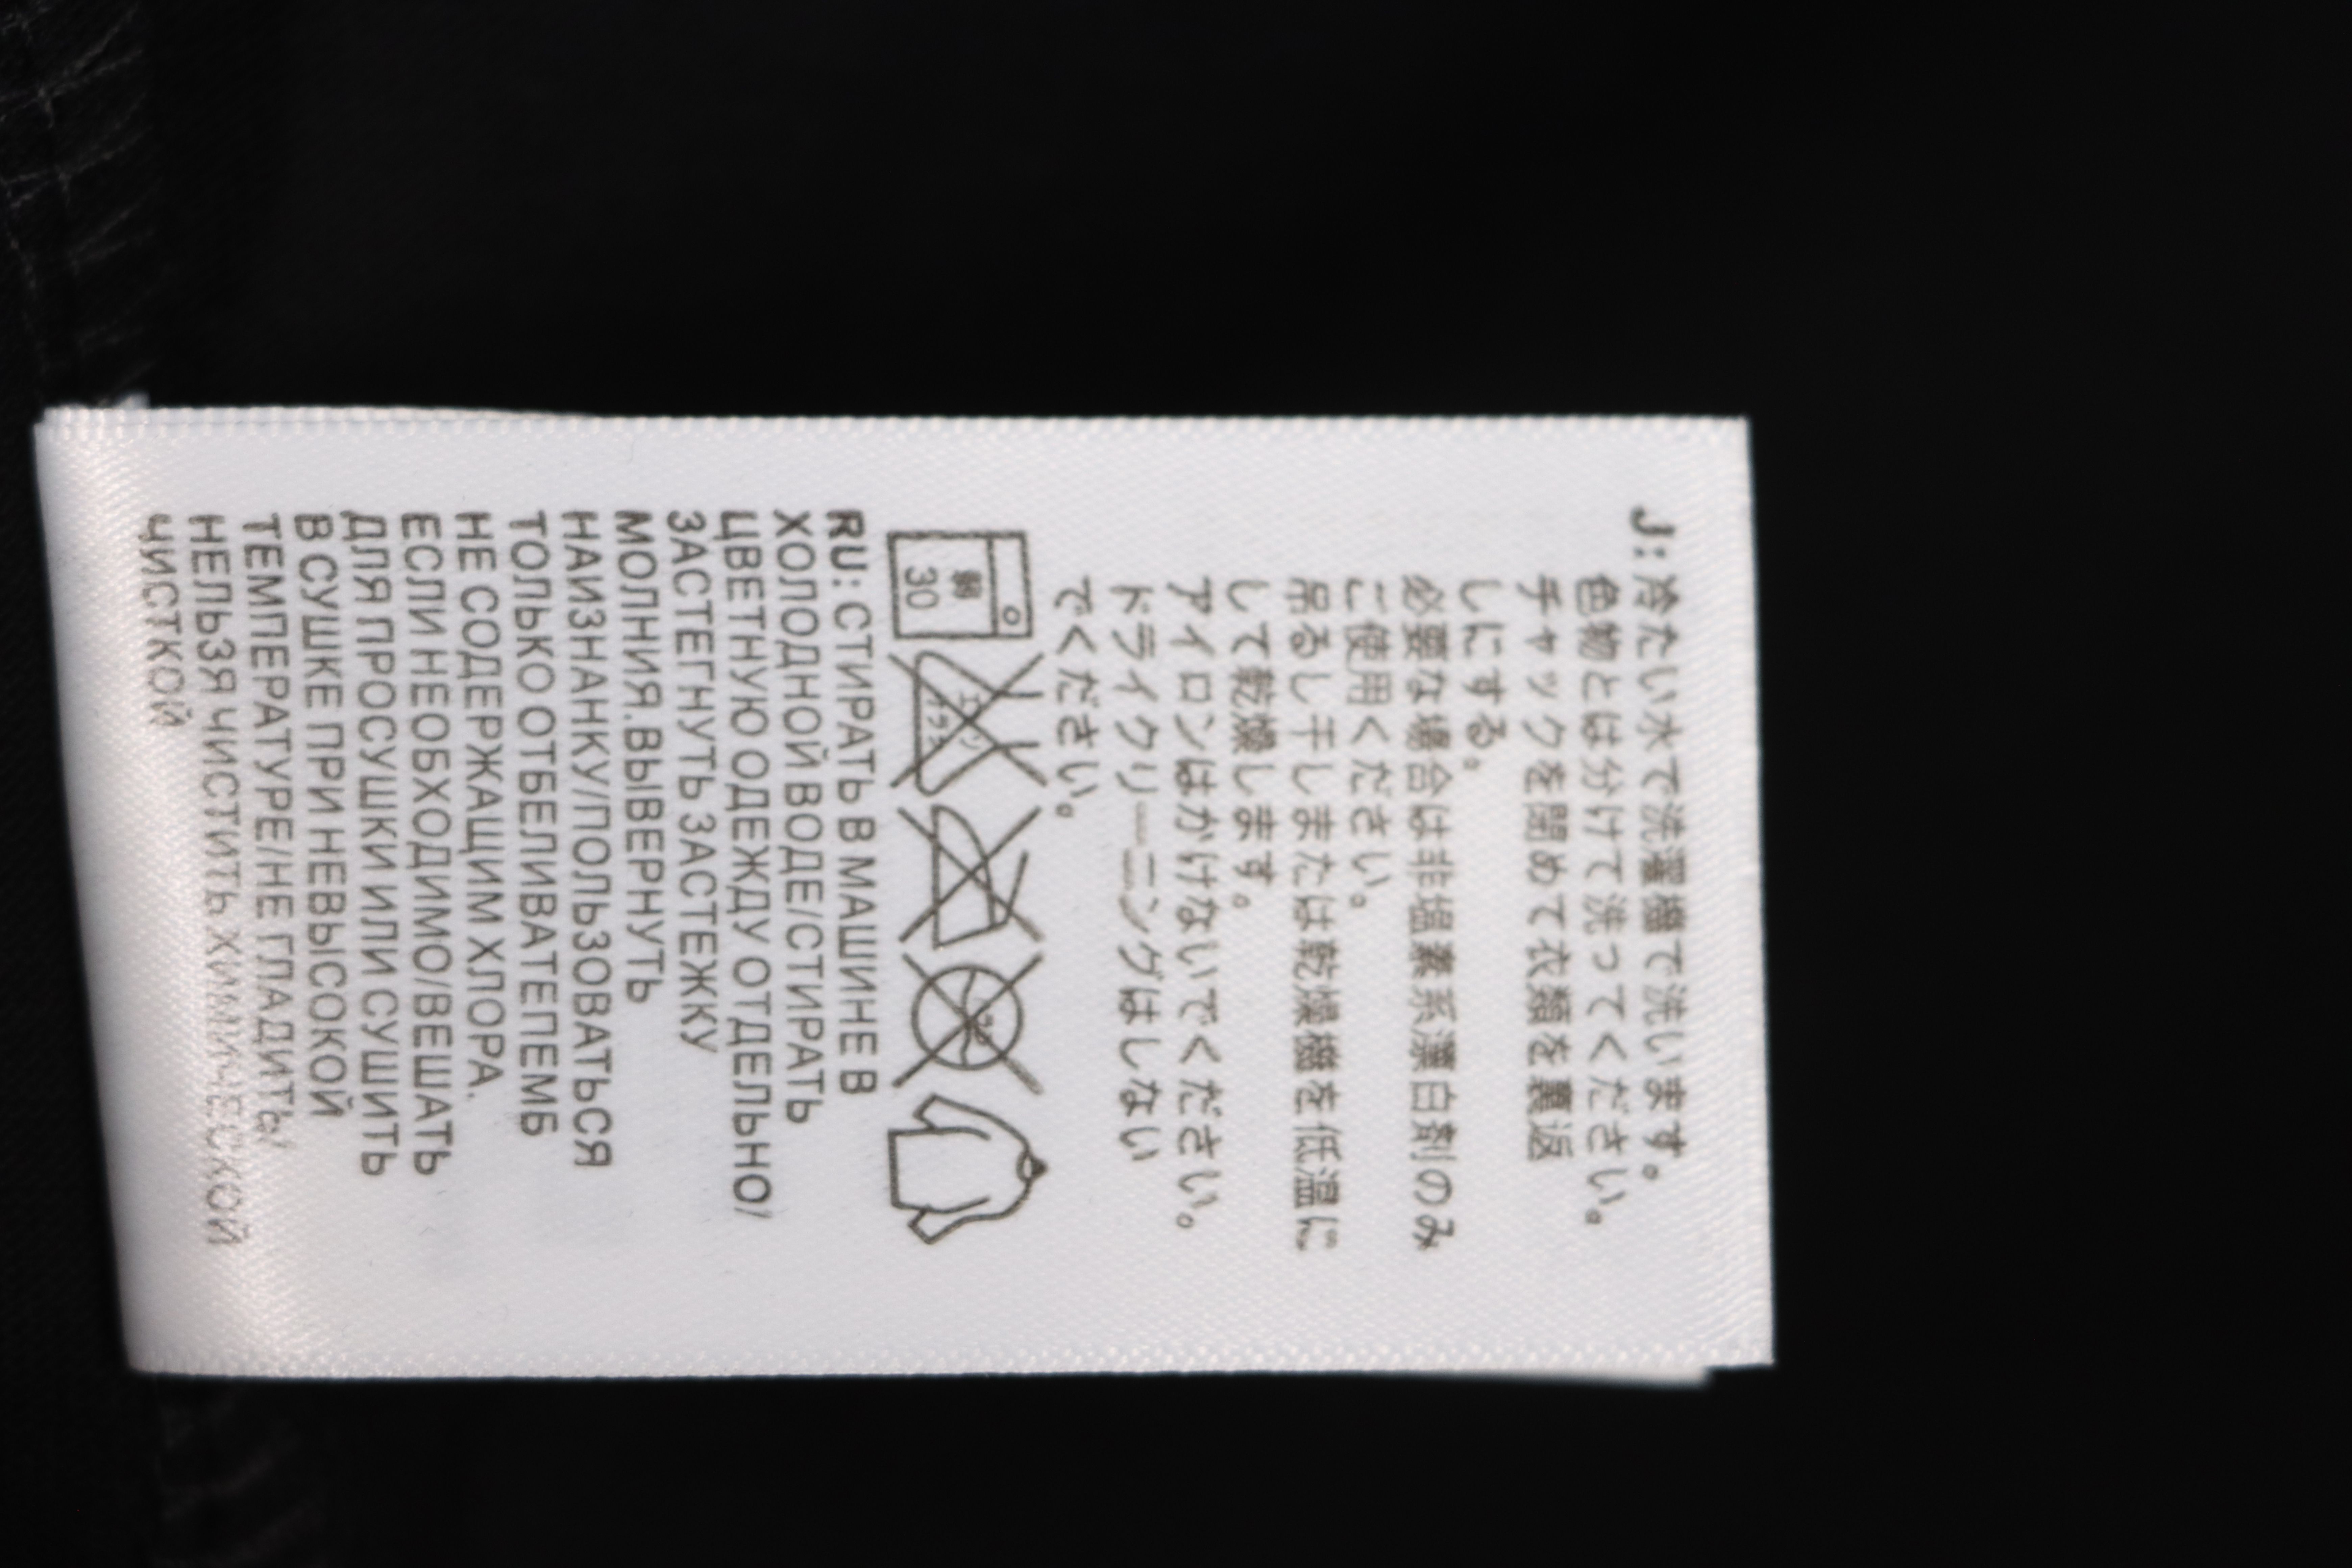 J: 冷たい水で洗濯機で洗います。
色物とは分けて洗ってください。
チャックを閉めて衣類を裏返
しにする。
必要な場合は非塩素系漂白剤のみ
ご使用ください。
吊るし干しまたは乾燥機を低温に
して乾燥します。
アイロンはかけないでください。
ドライクリーニングはしない
でください。
弱
30
エンソ
サラシ
RU: СТИРАТЬ В МАШИНЕ В
ХОЛОДНОЙ ВОДЕ/СТИРАТЬ
ЦВЕТНУЮ ОДЕЖДУ ОТДЕЛЬНО/
ЗАСТЕГНУТЬ ЗАСТЕЖКУ
МОЛНИЯ.ВЫВЕРНУТЬ
НАИЗНАНКУ/ПОЛЬЗОВАТЬСЯ
ТОЛЬКО ОТБЕЛИВАТЕПЕМБ
НЕ СОДЕРЖАЩИМ ХЛОРА.
ЕСЛИ НЕОБХОДИМО/ВЕШАТЬ
ДЛЯ ПРОСУШКИ ИЛИ СУШИТЬ
В СУШКЕ ПРИ НЕВЫСОКОЙ
ТЕМПЕРАТУРЕ/НЕ ГЛАДИТЬ/
НЕЛЬЗЯ ЧИСТИТЬ ХИМИЧЕСКОЙ
ЧИСТКОЙ